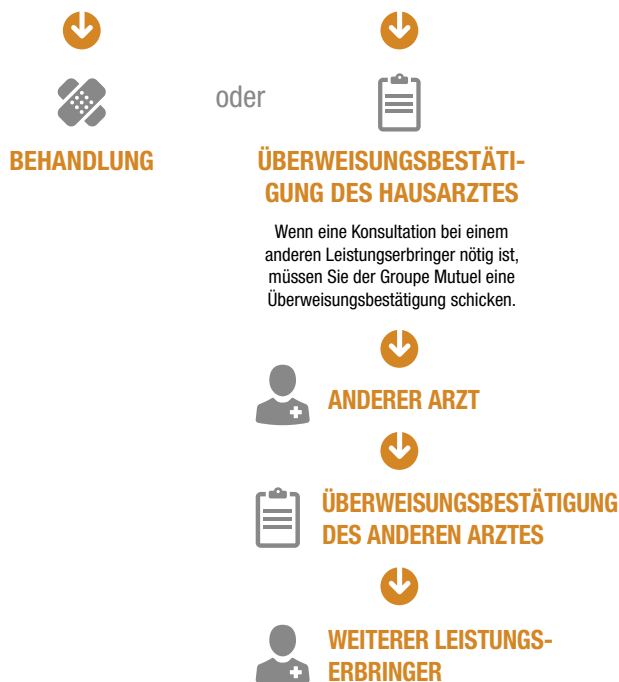 oder
BEHANDLUNG
ÜBERWEISUNGSBESTÄTI-
GUNG DES HAUSARZTES
Wenn eine Konsultation bei einem
anderen Leistungserbringer nötig ist,
müssen Sie der Groupe Mutuel eine
Überweisungsbestätigung schicken.
ANDERER ARZT
ÜBERWEISUNGSBESTÄTIGUNG
DES ANDEREN ARZTES
WEITERER LEISTUNGS-
ERBRINGER